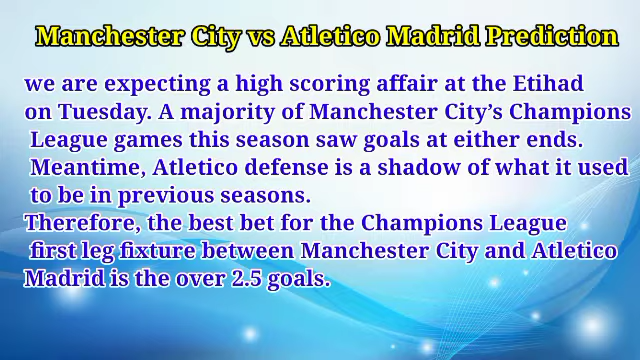 Manchester City vs Atletico Madrid Prediction
we are expecting a high scoring affair at the Etihad
on Tuesday. A majority of Manchester City’s Champions
League games this season saw goals at either ends.
Meantime, Atletico defense is a shadow of what it used
to be in previous seasons.
Therefore, the best bet for the Champions League
first leg fixture between Manchester City and Atletico
Madrid is the over 2.5 goals.